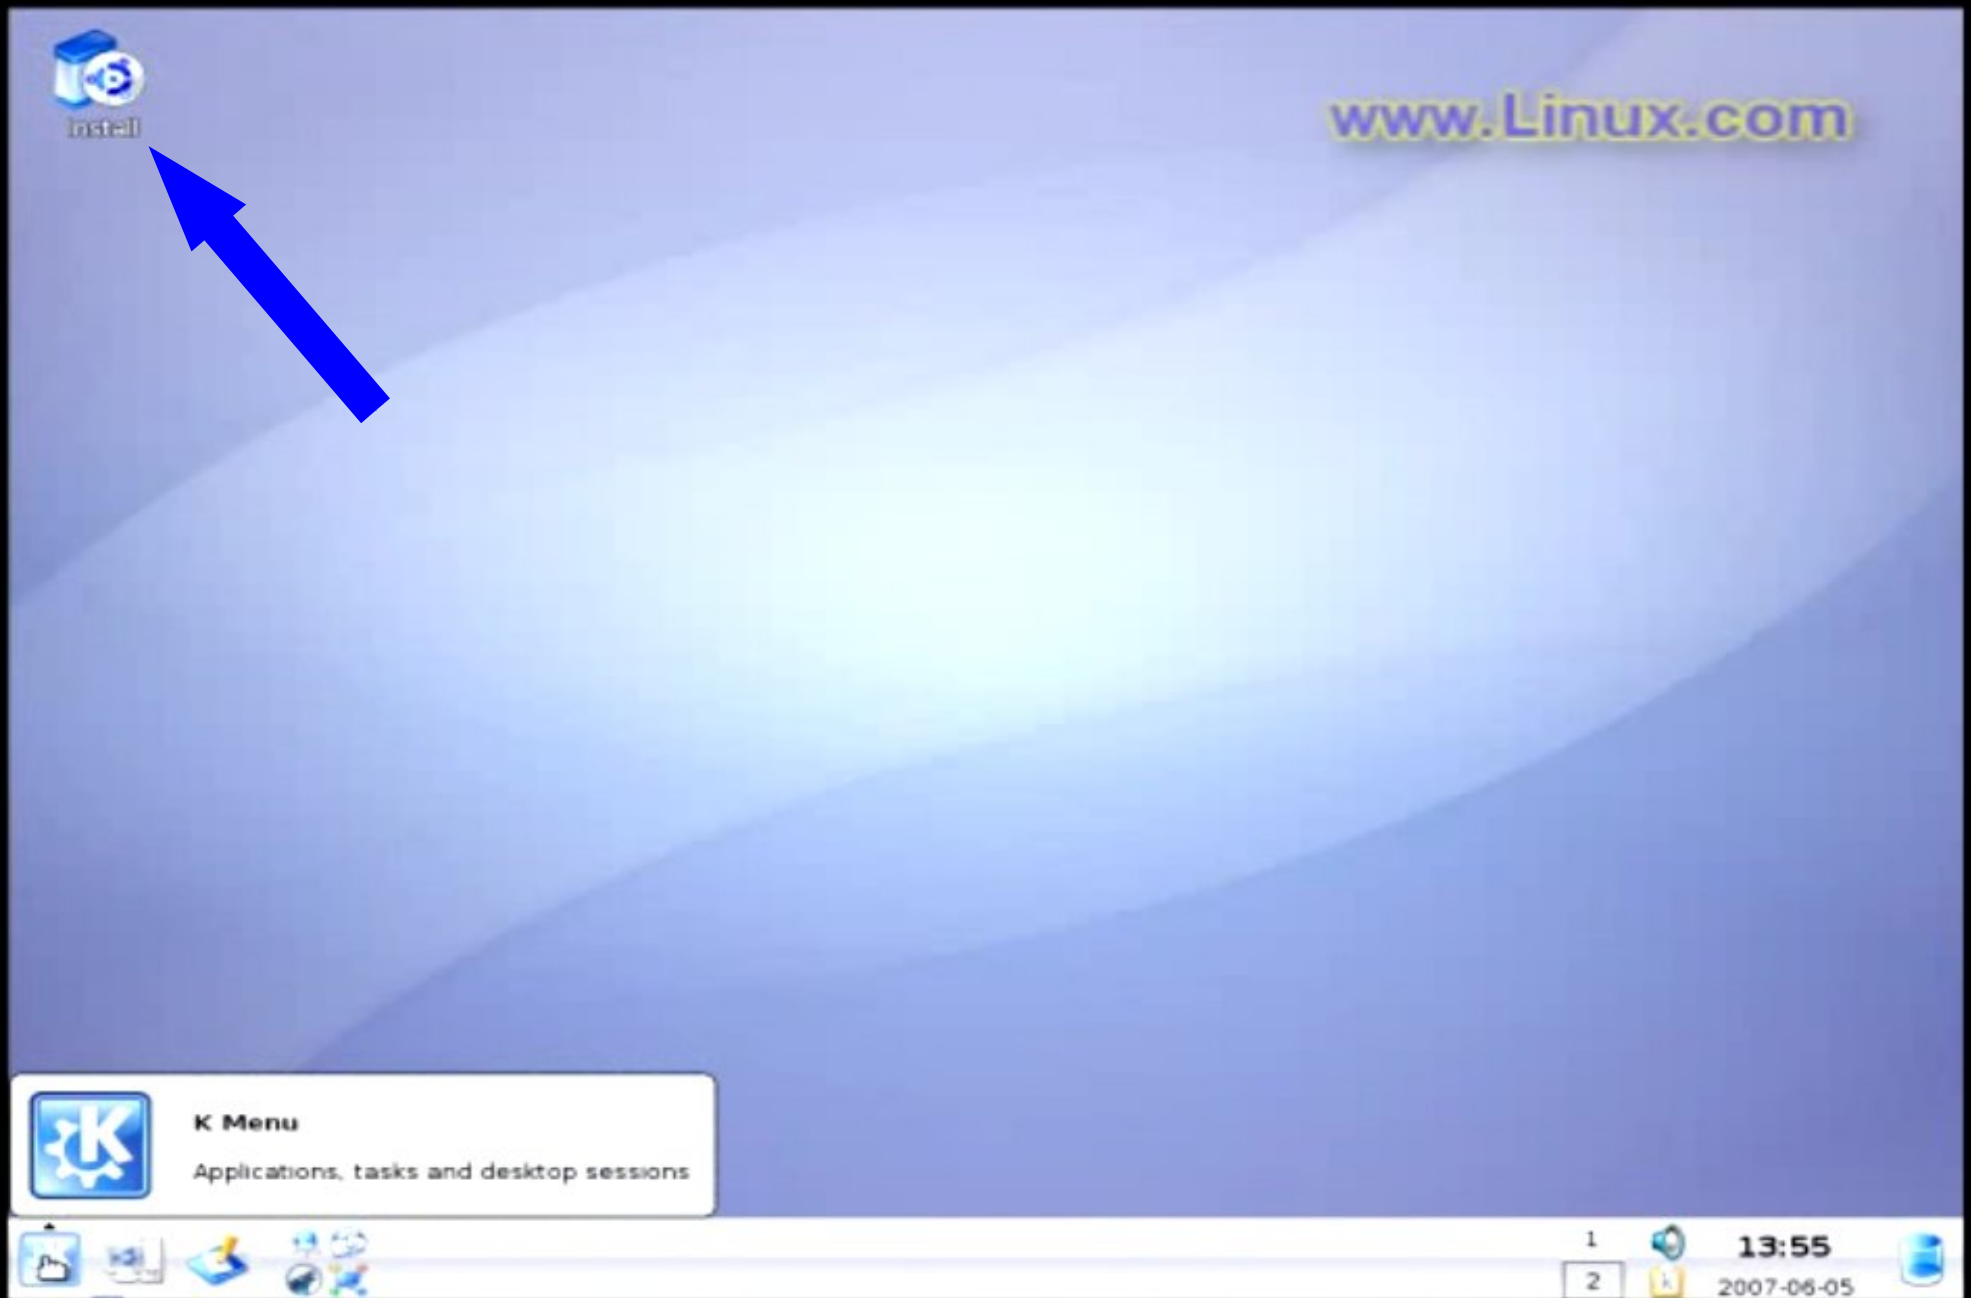 Install
www.Linux.com
K Menu
Applications, tasks and desktop sessions
1
2
13:55
2007-06-05